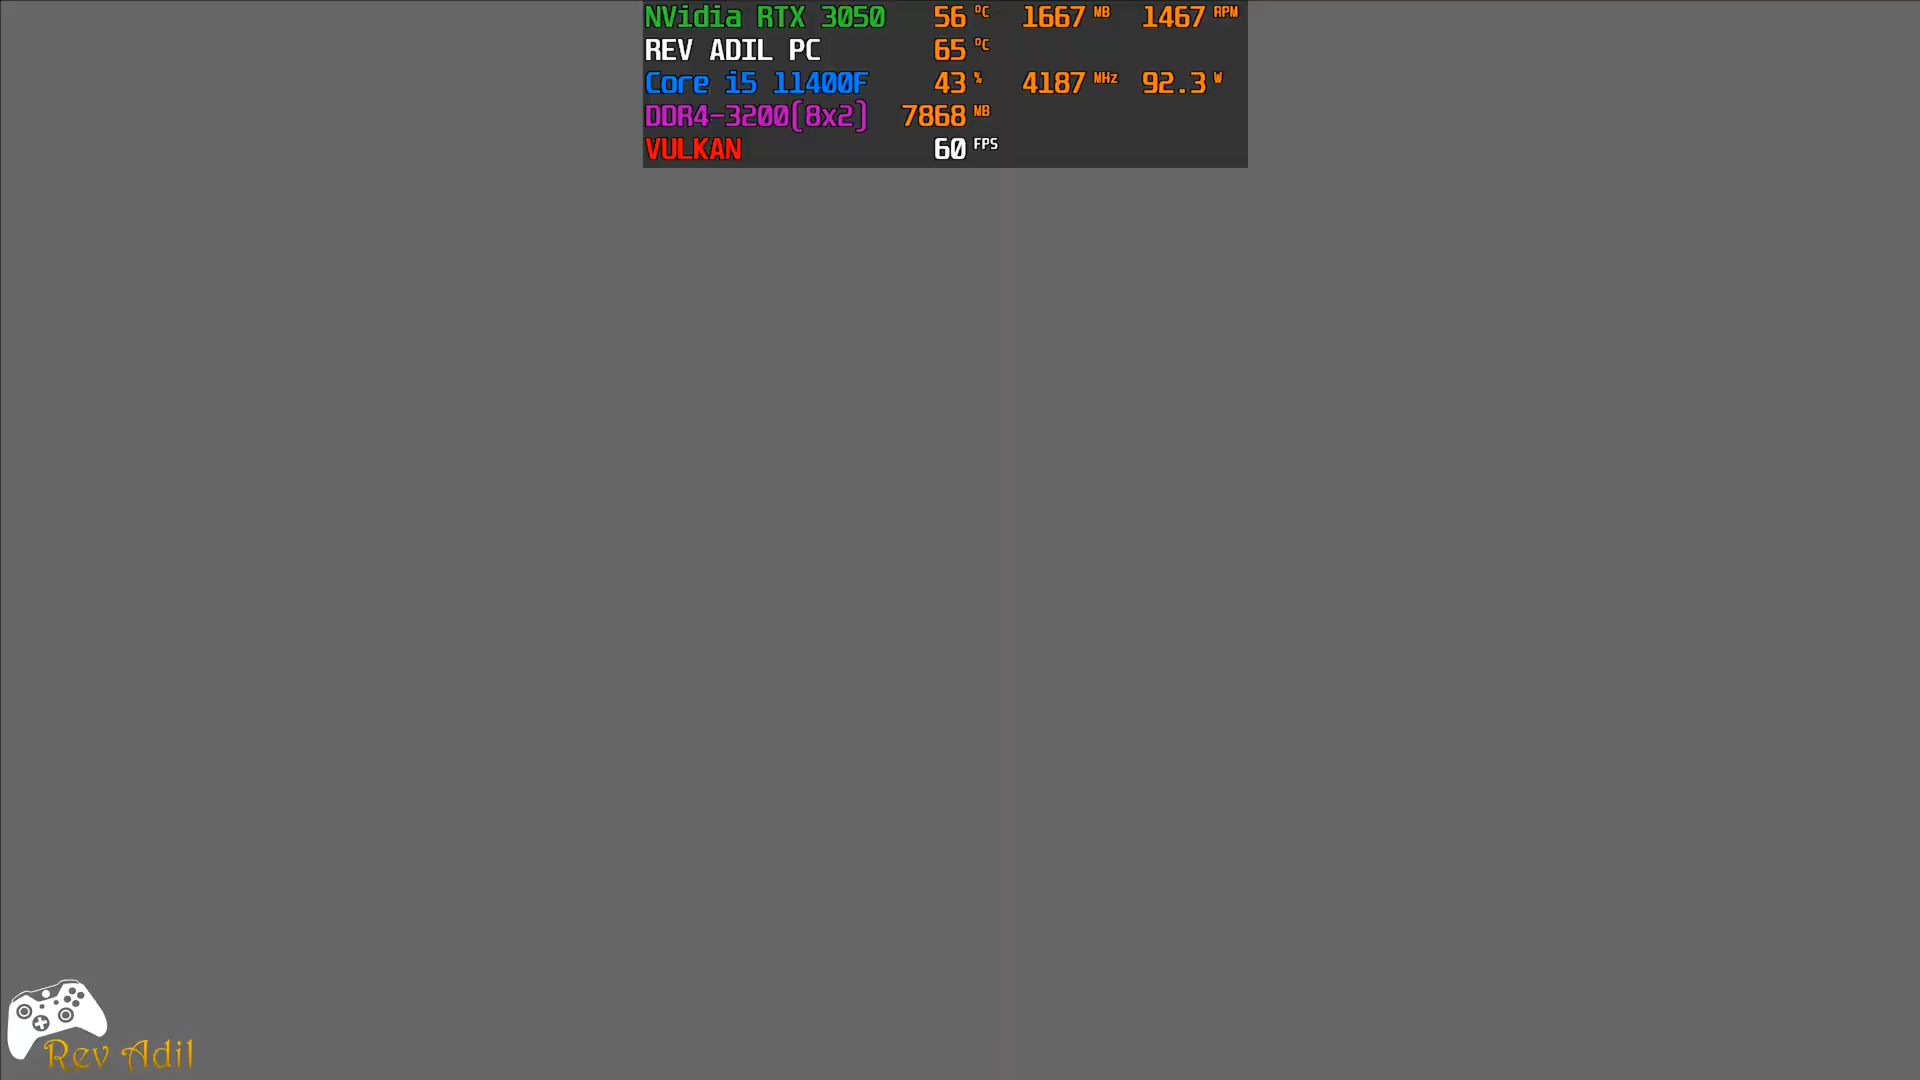 NVidia RTX 3050 56 °C 1667 MB 1467 RPM
REV ADIL PC 65 °C
Core i5 11400F 43 % 4187 MHz 92.3 W
DDR4-3200(8x2) 7868 MB
VULKAN 60 FPS
Rev Adil